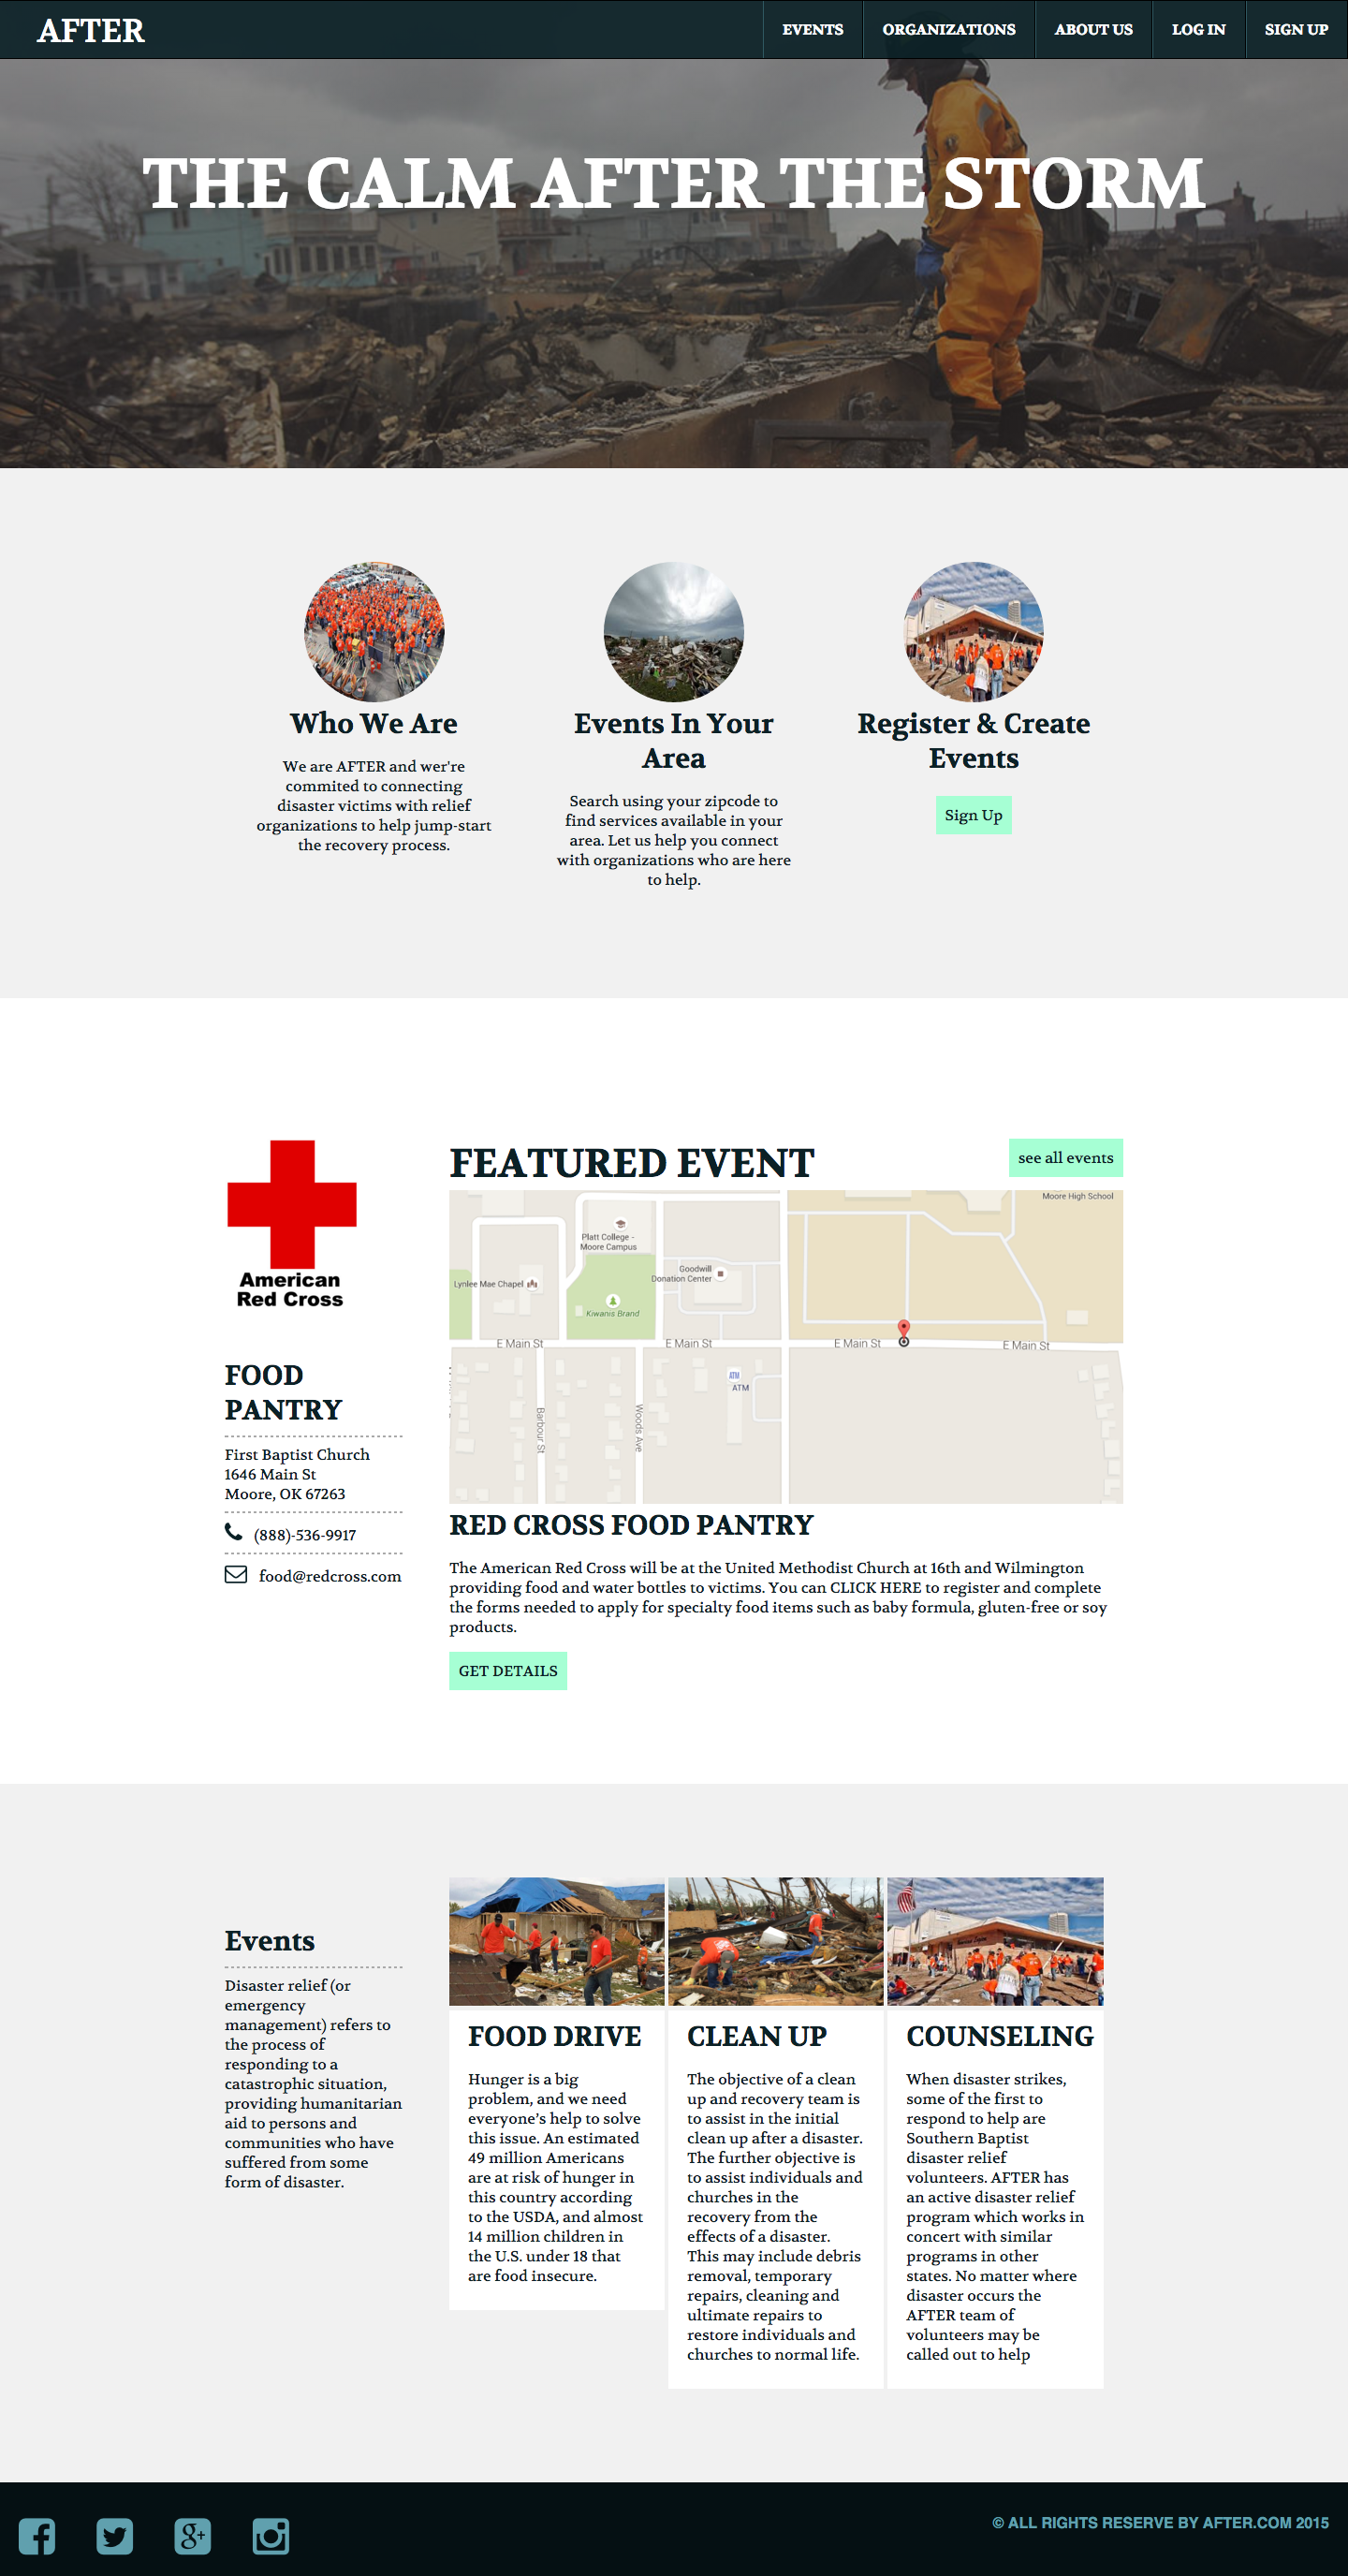 AFTER
EVENTS
ORGANIZATIONS
ABOUT US
LOG IN
SIGN UP
THE CALM AFTER THE STORM
Who We Are
We are AFTER and wer're
commited to connecting
disaster victims with relief
organizations to help jump-start
the recovery process.
Events In Your
Area
Search using your zipcode to
find services available in your
area. Let us help you connect
with organizations who are here
to help.
Register & Create
Events
Sign Up
American
Red Cross
FOOD
PANTRY
First Baptist Church
1646 Main St
Moore, OK 67263
(888)-536-9917
food@redcross.com
FEATURED EVENT
see all events
Moore High School
Platt College -
Moore Campus
Goodwill
Donation Center
Lynlee Mae Chapel
Kiwanis Brand
E Main St
E Main St
E Main St
E Main St
ATM
ATM
Barbour St
Woods Ave
RED CROSS FOOD PANTRY
The American Red Cross will be at the United Methodist Church at 16th and Wilmington
providing food and water bottles to victims. You can CLICK HERE to register and complete
the forms needed to apply for specialty food items such as baby formula, gluten-free or soy
products.
GET DETAILS
Events
Disaster relief (or
emergency
management) refers to
the process of
responding to a
catastrophic situation,
providing humanitarian
aid to persons and
communities who have
suffered from some
form of disaster.
FOOD DRIVE
Hunger is a big
problem, and we need
everyone's help to solve
this issue. An estimated
49 million Americans
are at risk of hunger in
this country according
to the USDA, and almost
14 million children in
the U.S. under 18 that
are food insecure.
CLEAN UP
The objective of a clean
up and recovery team is
to assist in the initial
clean up after a disaster.
The further objective is
to assist individuals and
churches in the
recovery from the
effects of a disaster.
This may include debris
removal, temporary
repairs, cleaning and
ultimate repairs to
restore individuals and
churches to normal life.
COUNSELING
When disaster strikes,
some of the first to
respond to help are
Southern Baptist
disaster relief
volunteers. AFTER has
an active disaster relief
program which works in
concert with similar
programs in other
states. No matter where
disaster occurs the
AFTER team of
volunteers may be
called out to help
© ALL RIGHTS RESERVE BY AFTER.COM 2015